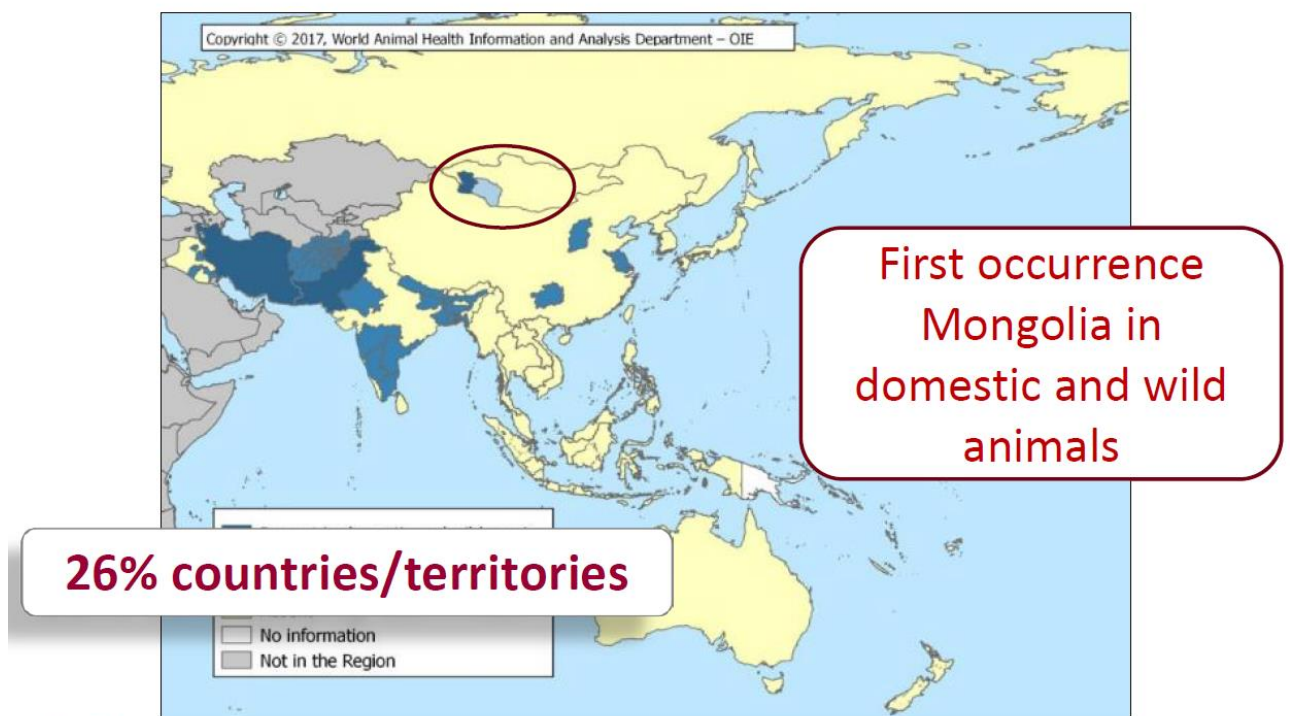 Copyright © 2017, World Animal Health Information and Analysis Department – OIE
First occurrence
Mongolia in
domestic and wild
animals
26% countries/territories
No information
Not in the Region